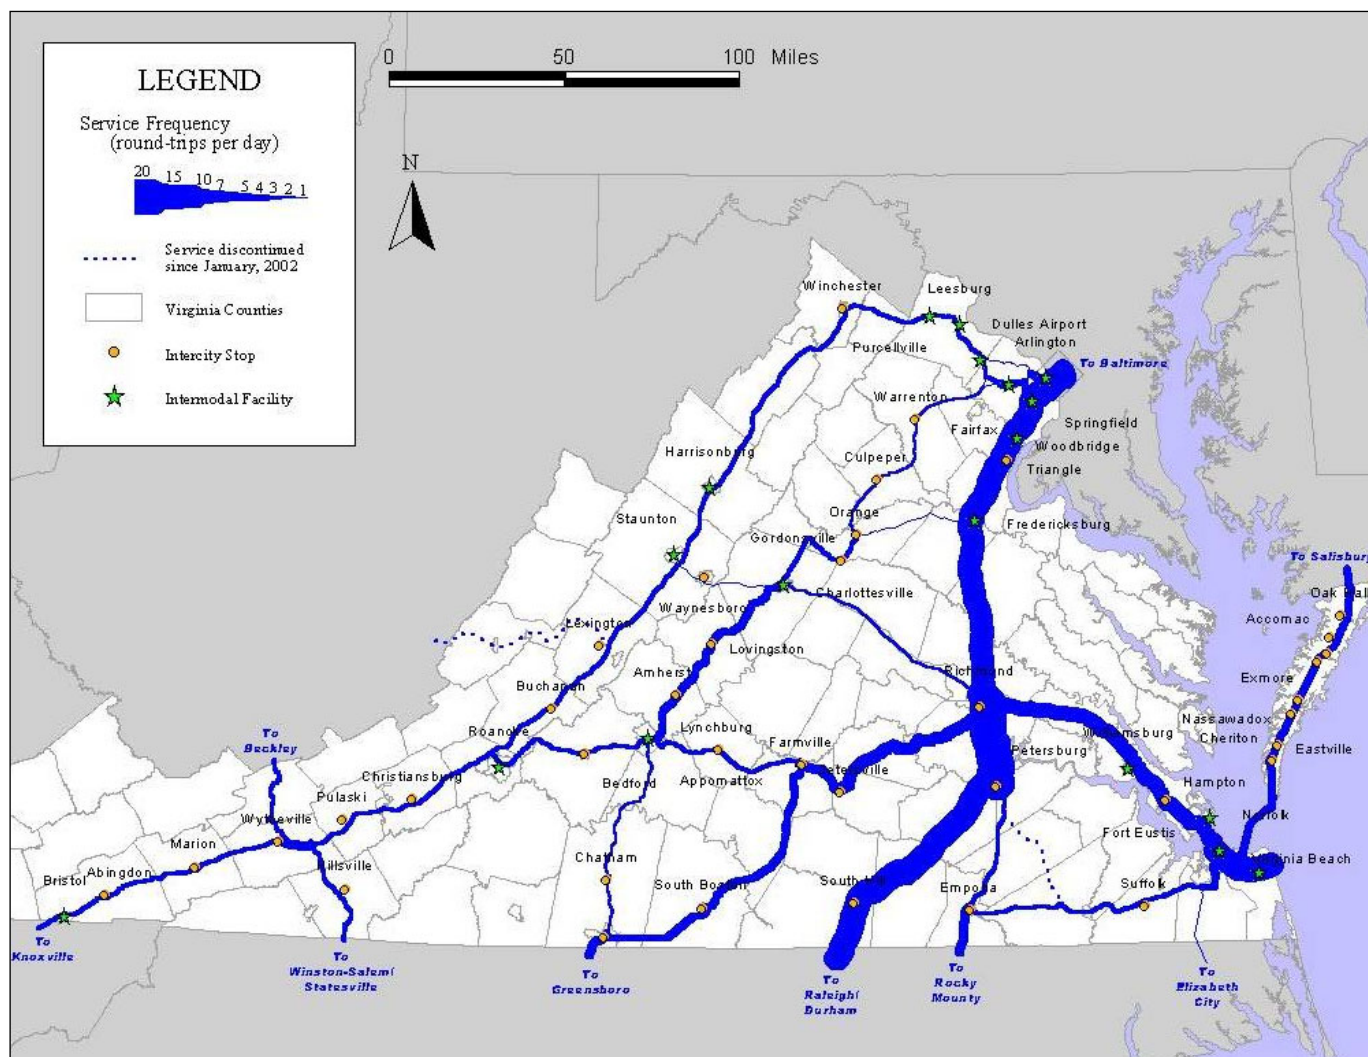 LEGEND
Service Frequency
(round-trips per day)
20 15 10 7 5 4 3 2 1
Service discontinued
since January, 2002
Virginia Counties
Intercity Stop
Intermodal Facility
0 50 100 Miles
N
Winchester
Leesburg
Dulles Airport
Arlington
Purcellville
To Baltimore
Warrenton
Springfield
Fairfax
Woodbridge
Harrisonburg
Culpeper
Triangle
Staunton
Orange
Fredericksburg
Gordonsville
To Salisbury
Charlottesville
Oak Hall
Waynesboro
Accomac
Lexington
Lovingston
Amherst
Richmond
Exmore
Buchanan
Nassawadox
Lynchburg
Williamsburg
Cheriton
Roanoke
To
Beckley
Farmville
Petersburg
Eastville
Christiansburg
Bedford
Appomattox
Hampton
Pulaski
Norfolk
Wytheville
Fort Eustis
Marion
Hillsville
Virginia Beach
Abingdon
Chatham
Bristol
South Boston
South Hill
Emporia
Suffolk
To
Knoxville
To
Winston-Salem/
Statesville
To
Greensboro
To
Raleigh/
Durham
To
Rocky
Mounty
To
Elizabeth
City